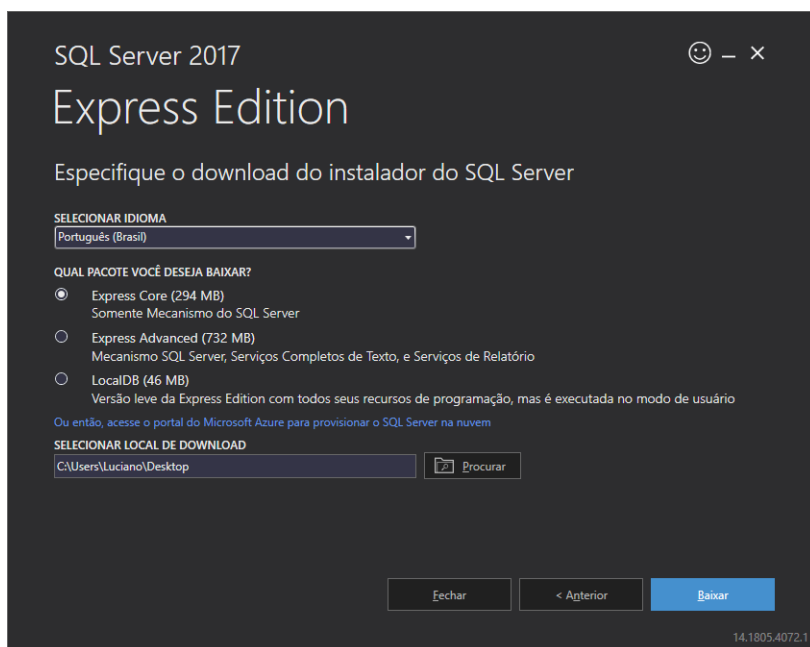 SQL Server 2017
Express Edition
Especifique o download do instalador do SQL Server
SELECIONAR IDIOMA
Português (Brasil)
QUAL PACOTE VOCÊ DESEJA BAIXAR?
Express Core (294 MB)
Somente Mecanismo do SQL Server
Express Advanced (732 MB)
Mecanismo SQL Server, Serviços Completos de Texto, e Serviços de Relatório
LocalDB (46 MB)
Versão leve da Express Edition com todos seus recursos de programação, mas é executada no modo de usuário
Ou então, acesse o portal do Microsoft Azure para provisionar o SQL Server na nuvem
SELECIONAR LOCAL DE DOWNLOAD
C:\Users\Luciano\Desktop
Procurar
Fechar
< Anterior
Baixar
14.1805.4072.1